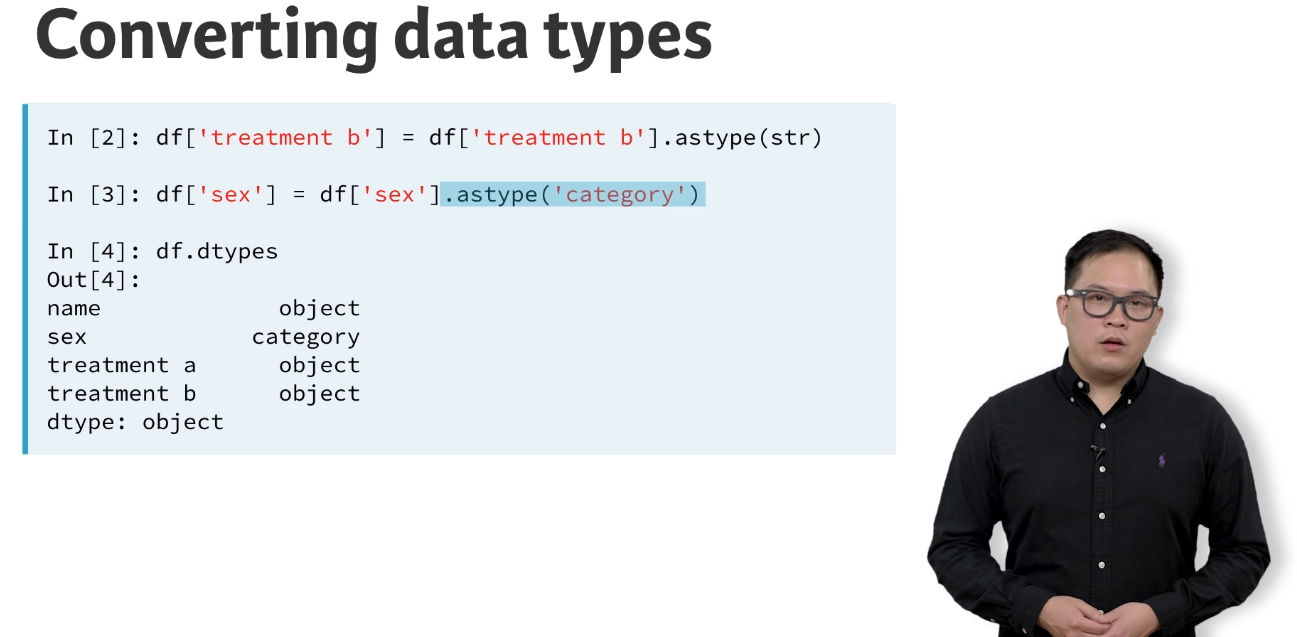 Converting data types
In [2]: df['treatment b'] = df['treatment b'].astype(str)
In [3]: df['sex'] = df['sex'].astype('category')
In [4]: df.dtypes
Out[4]:
name object
sex category
treatment a object
treatment b object
dtype: object